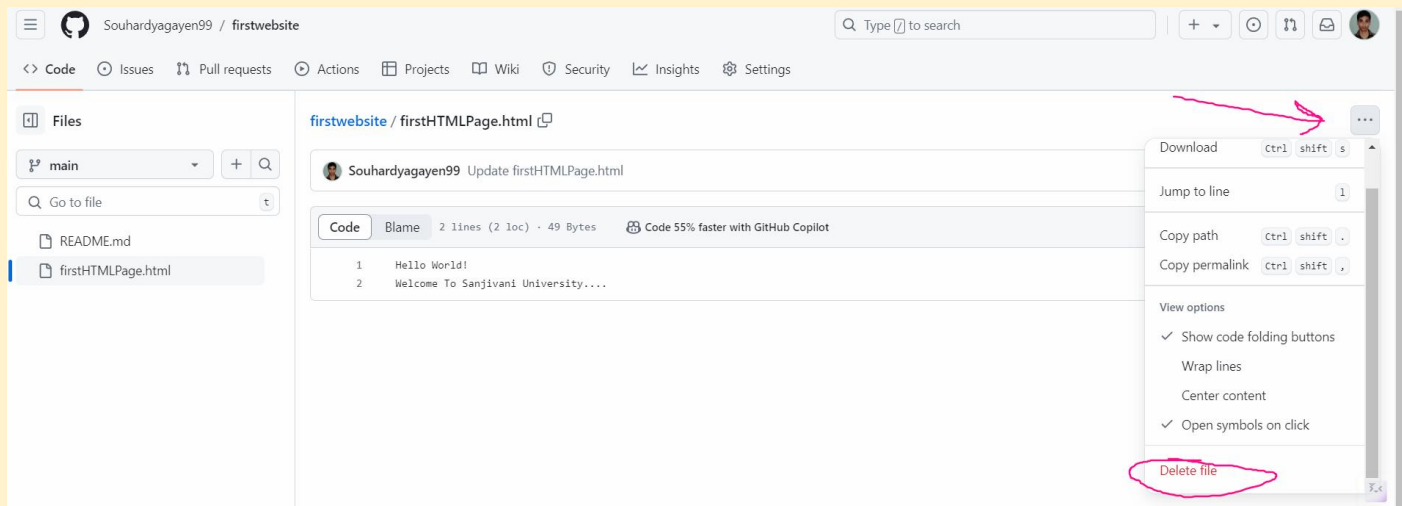 Souhardyagayen99 / firstwebsite
Type / to search
Code Issues Pull requests Actions Projects Wiki Security Insights Settings
Files
main
Go to file t
README.md
firstHTMLPage.html
firstwebsite / firstHTMLPage.html
Souhardyagayen99 Update firstHTMLPage.html
Code Blame 2 lines (2 loc) · 49 Bytes Code 55% faster with GitHub Copilot
1 Hello World!
2 Welcome To Sanjivani University....
Download Ctrl shift s
Jump to line l
Copy path Ctrl shift .
Copy permalink Ctrl shift ,
View options
Show code folding buttons
Wrap lines
Center content
Open symbols on click
Delete file